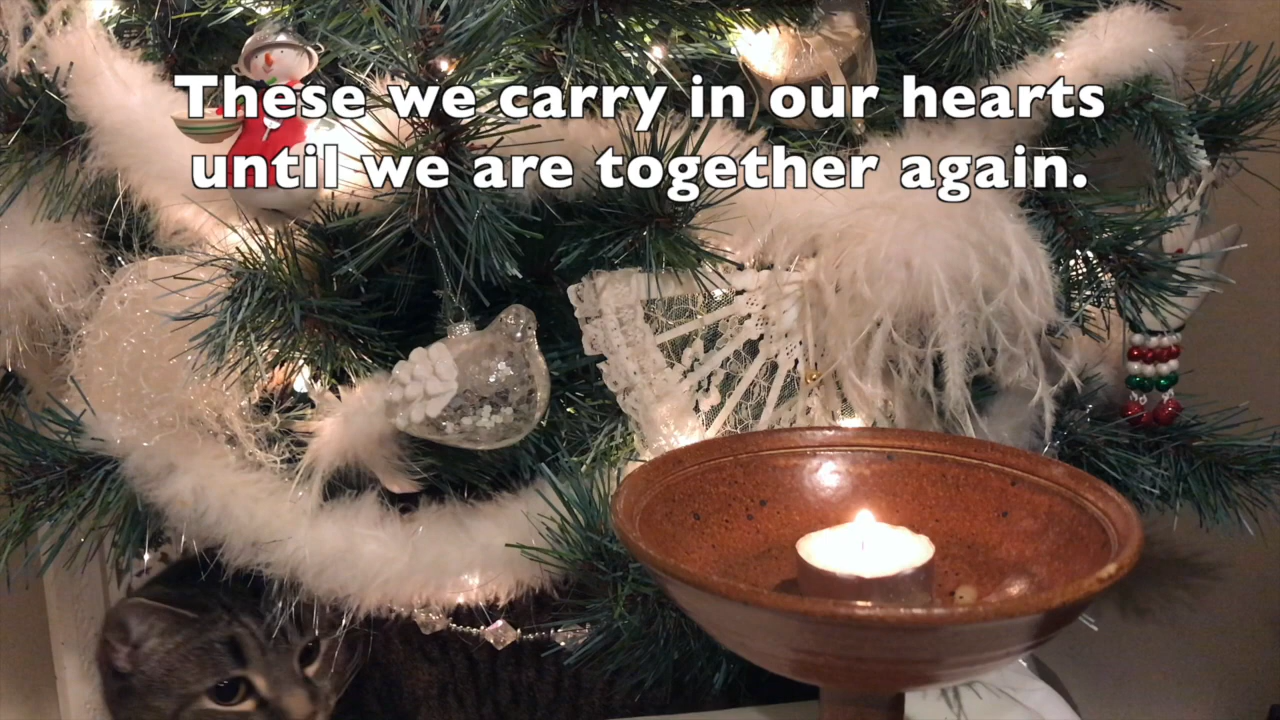 These we carry in our hearts
until we are together again.